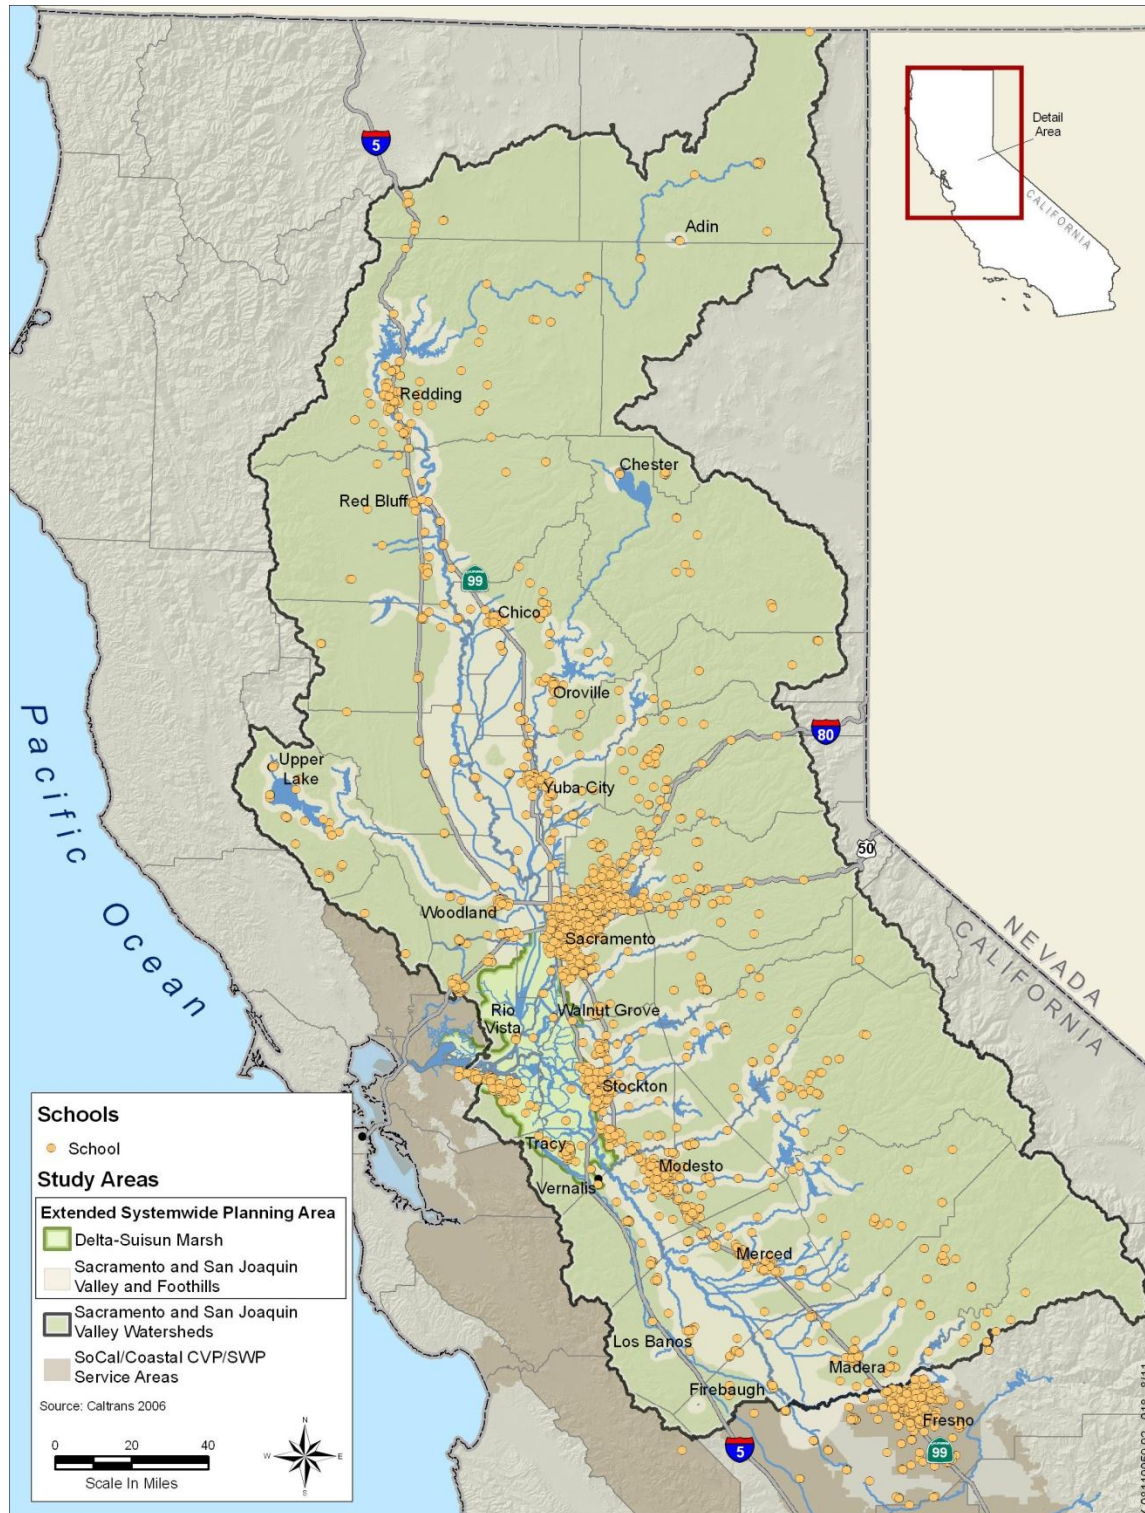 5
Detail
Area
CALIFORNIA
Adin
Redding
Chester
Red Bluff
99
Chico
Oroville
80
Upper
Lake
Yuba City
50
Pacific Ocean
Woodland
Sacramento
NEVADA
CALIFORNIA
Rio
Vista
Walnut Grove
Stockton
Tracy
Modesto
Vernalis
Merced
Los Banos
Madera
Firebaugh
Fresno
5
99
Schools
School
Study Areas
Extended Systemwide Planning Area
Delta-Suisun Marsh
Sacramento and San Joaquin
Valley and Foothills
Sacramento and San Joaquin
Valley Watersheds
SoCal/Coastal CVP/SWP
Service Areas
Source: Caltrans 2006
0 20 40
Scale In Miles
N
W E
S